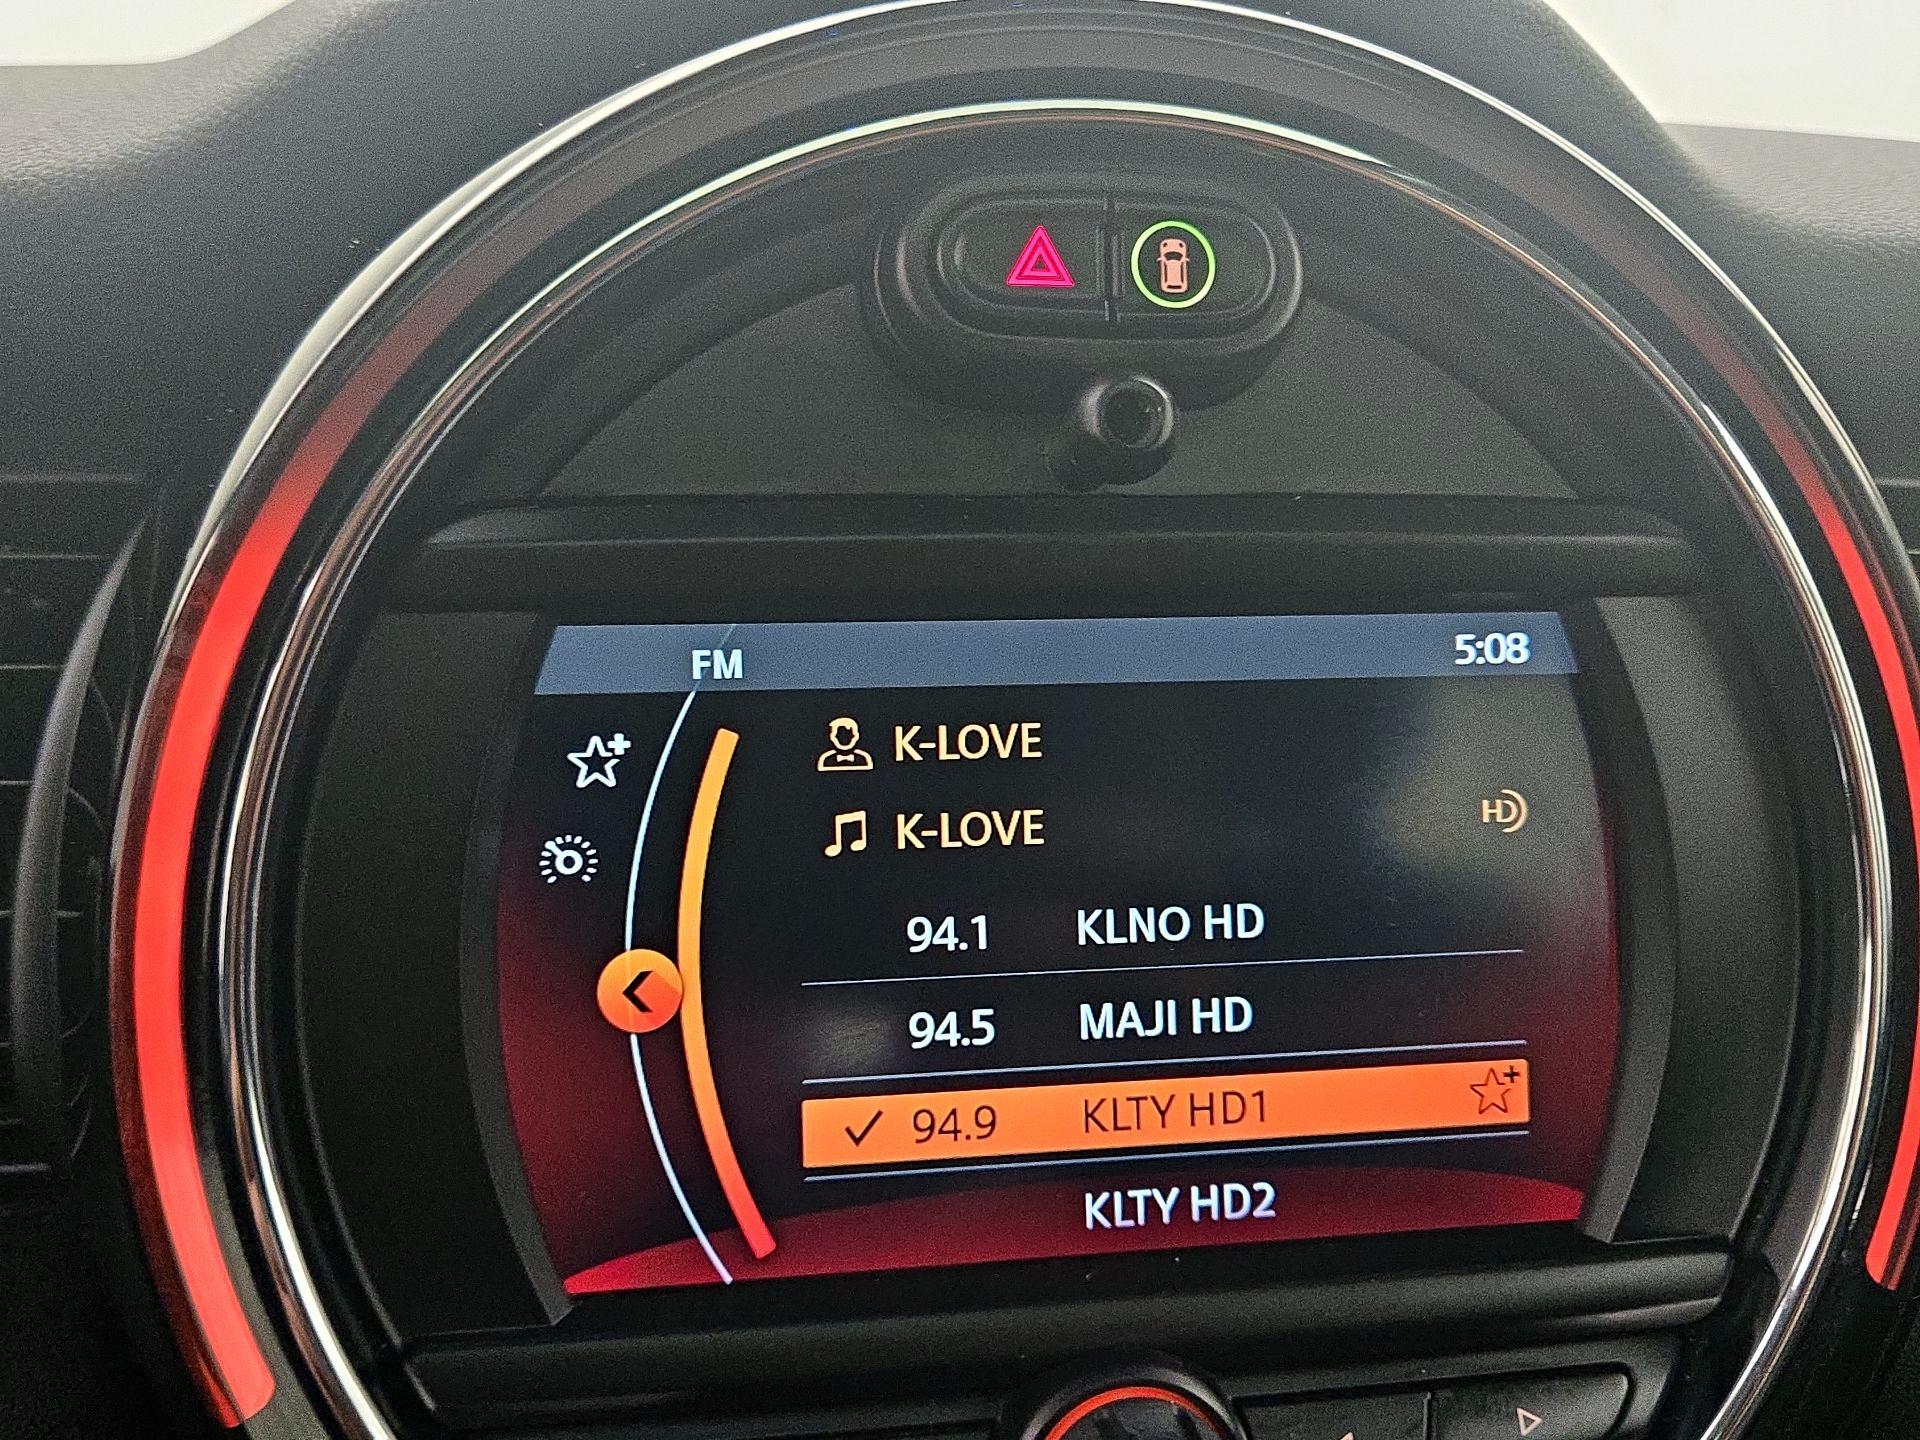 FM 5:08
K-LOVE
K-LOVE
HD
94.1 KLNO HD
94.5 MAJI HD
94.9 KLTY HD1
KLTY HD2